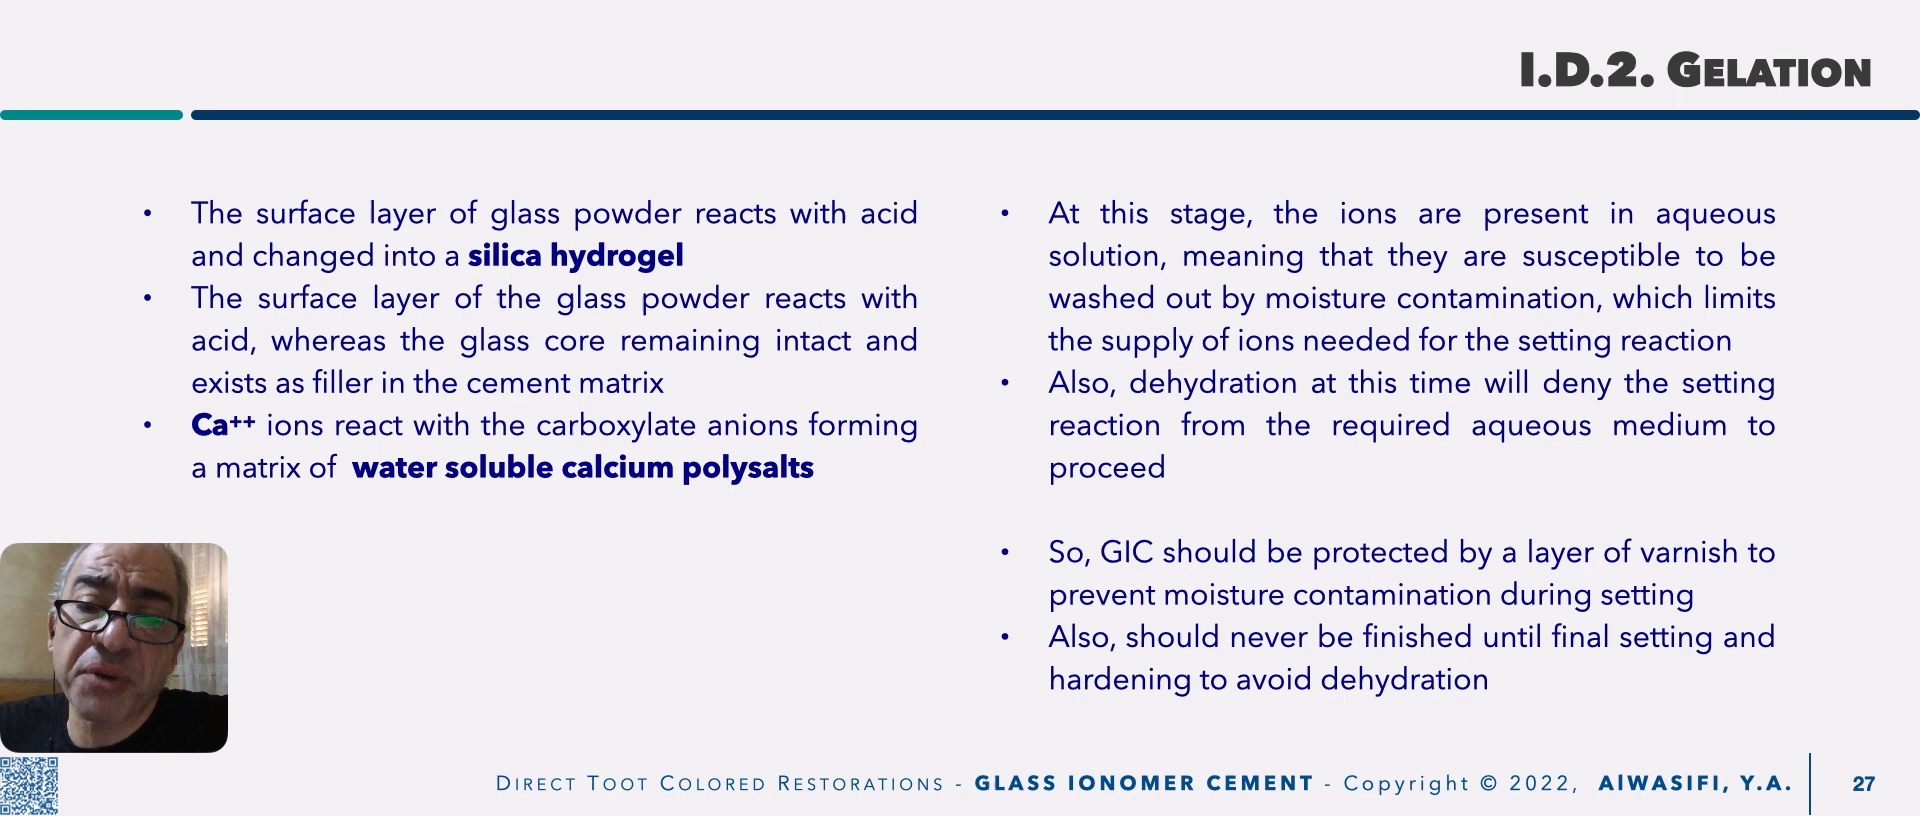 I.D.2. GELATION
• The surface layer of glass powder reacts with acid
and changed into a silica hydrogel
• The surface layer of the glass powder reacts with
acid, whereas the glass core remaining intact and
exists as filler in the cement matrix
• Ca++ ions react with the carboxylate anions forming
a matrix of water soluble calcium polysalts
• At this stage, the ions are present in aqueous
solution, meaning that they are susceptible to be
washed out by moisture contamination, which limits
the supply of ions needed for the setting reaction
• Also, dehydration at this time will deny the setting
reaction from the required aqueous medium to
proceed
• So, GIC should be protected by a layer of varnish to
prevent moisture contamination during setting
• Also, should never be finished until final setting and
hardening to avoid dehydration
DIRECT TOOT COLORED RESTORATIONS - GLASS IONOMER CEMENT - Copyright © 2022, AlWASIFI, Y.A. 27